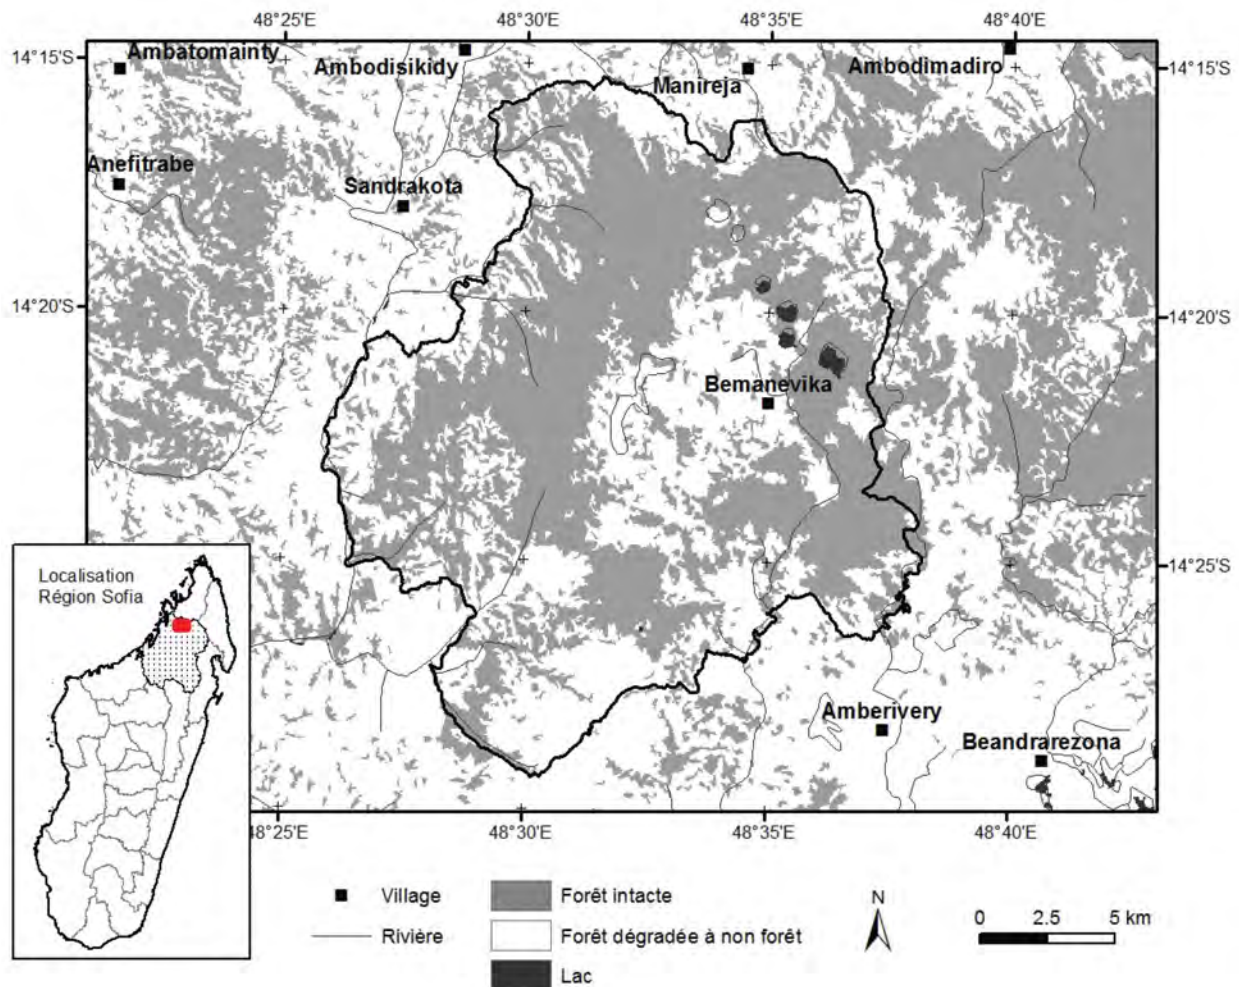 48°25'E 48°30'E 48°35'E 48°40'E
14°15'S 14°15'S
Ambatomainty
Ambodisikidy
Manireja
Ambodimadiro
Anefitrabe
Sandrakota
14°20'S 14°20'S
Bemanevika
14°25'S
Amberivery
Beandrarezona
48°25'E 48°30'E 48°35'E 48°40'E
Localisation
Région Sofia
Village
Rivière
Forêt intacte
Forêt dégradée à non forêt
Lac
N
0 2.5 5 km